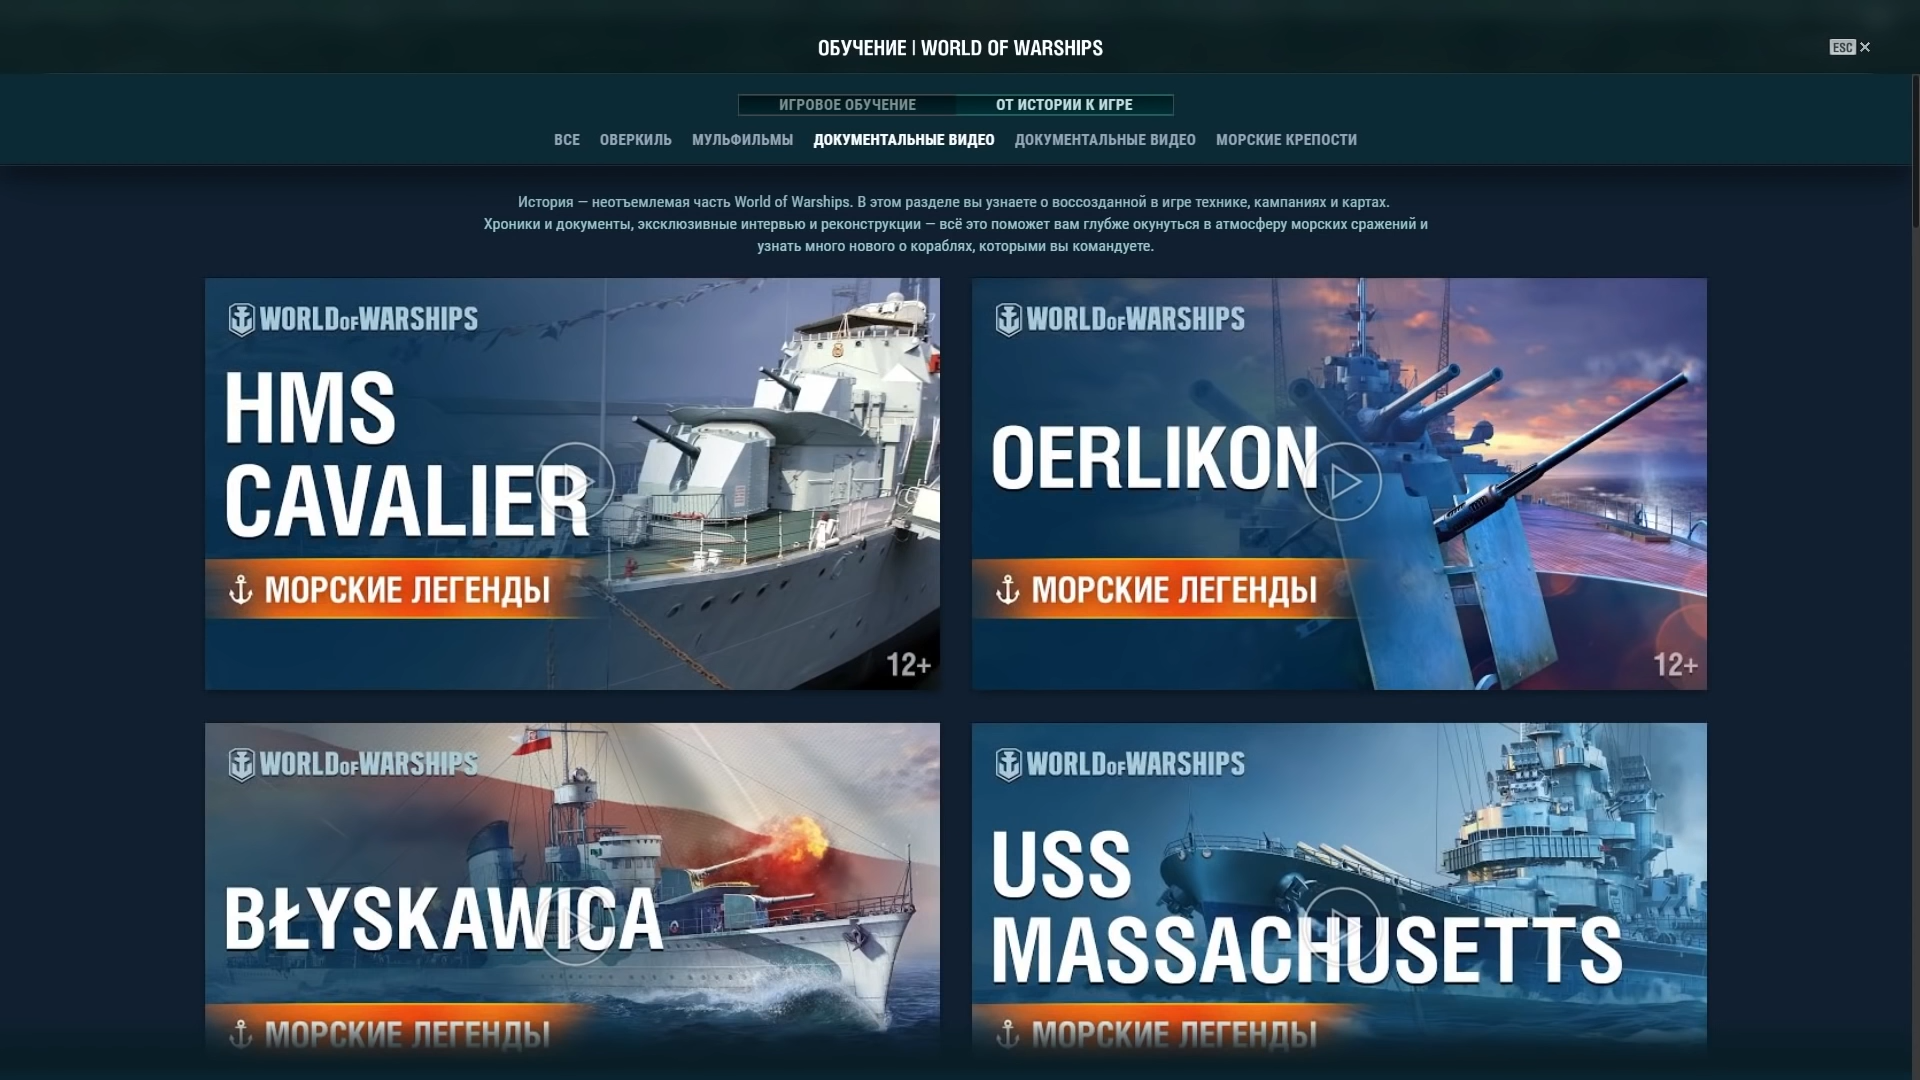 ОБУЧЕНИЕ | WORLD OF WARSHIPS
ESC
ИГРОВОЕ ОБУЧЕНИЕ ОТ ИСТОРИИ К ИГРЕ
ВСЕ ОВЕРКИЛЬ МУЛЬФИЛЬМЫ ДОКУМЕНТАЛЬНЫЕ ВИДЕО ДОКУМЕНТАЛЬНЫЕ ВИДЕО МОРСКИЕ КРЕПОСТИ
История — неотъемлемая часть World of Warships. В этом разделе вы узнаете о воссозданной в игре технике, кампаниях и картах.
Хроники и документы, эксклюзивные интервью и реконструкции — всё это поможет вам глубже окунуться в атмосферу морских сражений и
узнать много нового о кораблях, которыми вы командуете.
WORLD OF WARSHIPS
HMS
CAVALIER
МОРСКИЕ ЛЕГЕНДЫ
12+
WORLD OF WARSHIPS
OERLIKON
МОРСКИЕ ЛЕГЕНДЫ
12+
WORLD OF WARSHIPS
BŁYSKAWICA
МОРСКИЕ ЛЕГЕНДЫ
WORLD OF WARSHIPS
USS
MASSACHUSETTS
МОРСКИЕ ЛЕГЕНДЫ